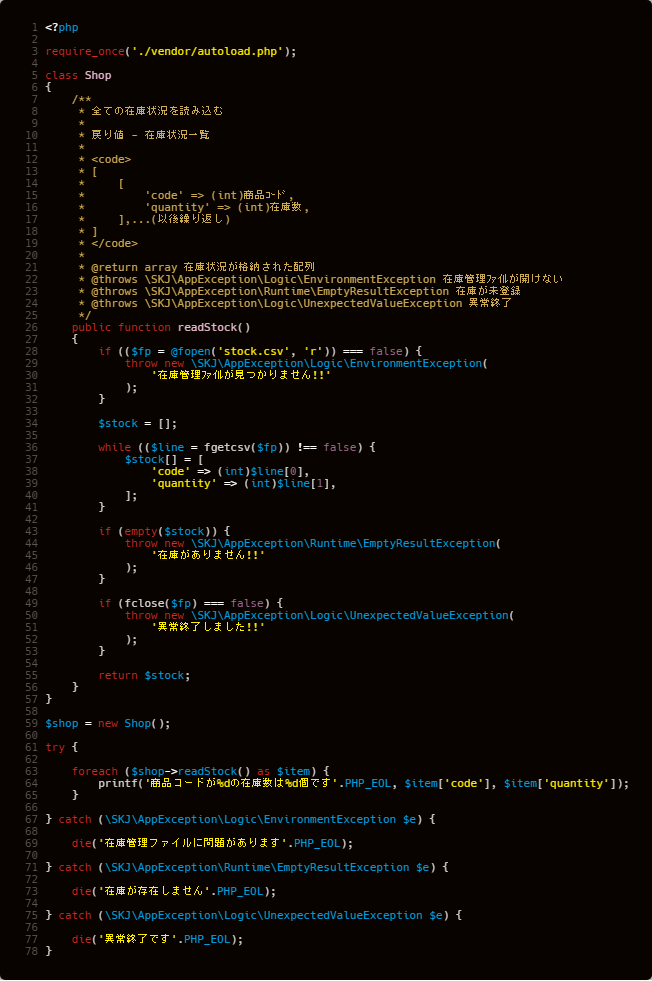 1 <?php
2
3 require_once('./vendor/autoload.php');
4
5 class Shop
6 {
7     /**
8      * 全ての在庫状況を読み込む
9      *
10      * 戻り値 - 在庫状況一覧
11      *
12      * <code>
13      * [
14      *     [
15      *         'code' => (int)商品ｺｰﾄﾞ,
16      *         'quantity' => (int)在庫数,
17      *     ],...(以後繰り返し)
18      * ]
19      * </code>
20      *
21      * @return array 在庫状況が格納された配列
22      * @throws \SKJ\AppException\Logic\EnvironmentException 在庫管理ﾌｧｲﾙが開けない
23      * @throws \SKJ\AppException\Runtime\EmptyResultException 在庫が未登録
24      * @throws \SKJ\AppException\Logic\UnexpectedValueException 異常終了
25      */
26     public function readStock()
27     {
28         if (($fp = @fopen('stock.csv', 'r')) === false) {
29             throw new \SKJ\AppException\Logic\EnvironmentException(
30                 '在庫管理ﾌｧｲﾙが見つかりません!!'
31             );
32         }
33
34         $stock = [];
35
36         while (($line = fgetcsv($fp)) !== false) {
37             $stock[] = [
38                 'code' => (int)$line[0],
39                 'quantity' => (int)$line[1],
40             ];
41         }
42
43         if (empty($stock)) {
44             throw new \SKJ\AppException\Runtime\EmptyResultException(
45                 '在庫がありません!!'
46             );
47         }
48
49         if (fclose($fp) === false) {
50             throw new \SKJ\AppException\Logic\UnexpectedValueException(
51                 '異常終了しました!!'
52             );
53         }
54
55         return $stock;
56     }
57 }
58
59 $shop = new Shop();
60
61 try {
62
63     foreach ($shop->readStock() as $item) {
64         printf('商品コードが%dの在庫数は%d個です'.PHP_EOL, $item['code'], $item['quantity']);
65     }
66
67 } catch (\SKJ\AppException\Logic\EnvironmentException $e) {
68
69     die('在庫管理ファイルに問題があります'.PHP_EOL);
70
71 } catch (\SKJ\AppException\Runtime\EmptyResultException $e) {
72
73     die('在庫が存在しません'.PHP_EOL);
74
75 } catch (\SKJ\AppException\Logic\UnexpectedValueException $e) {
76
77     die('異常終了です'.PHP_EOL);
78 }